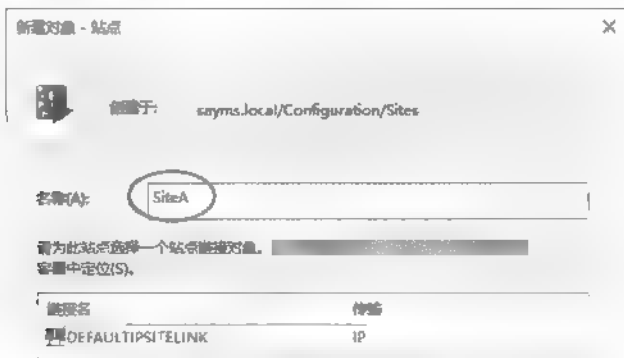 新建对象 - 站点
创建于: sayms.local/Configuration/Sites
名称(A): SiteA
请为此站点选择一个站点链接对象。
容器中定位(S)。
链接名 传输
DEFAULTIPSITELINK IP